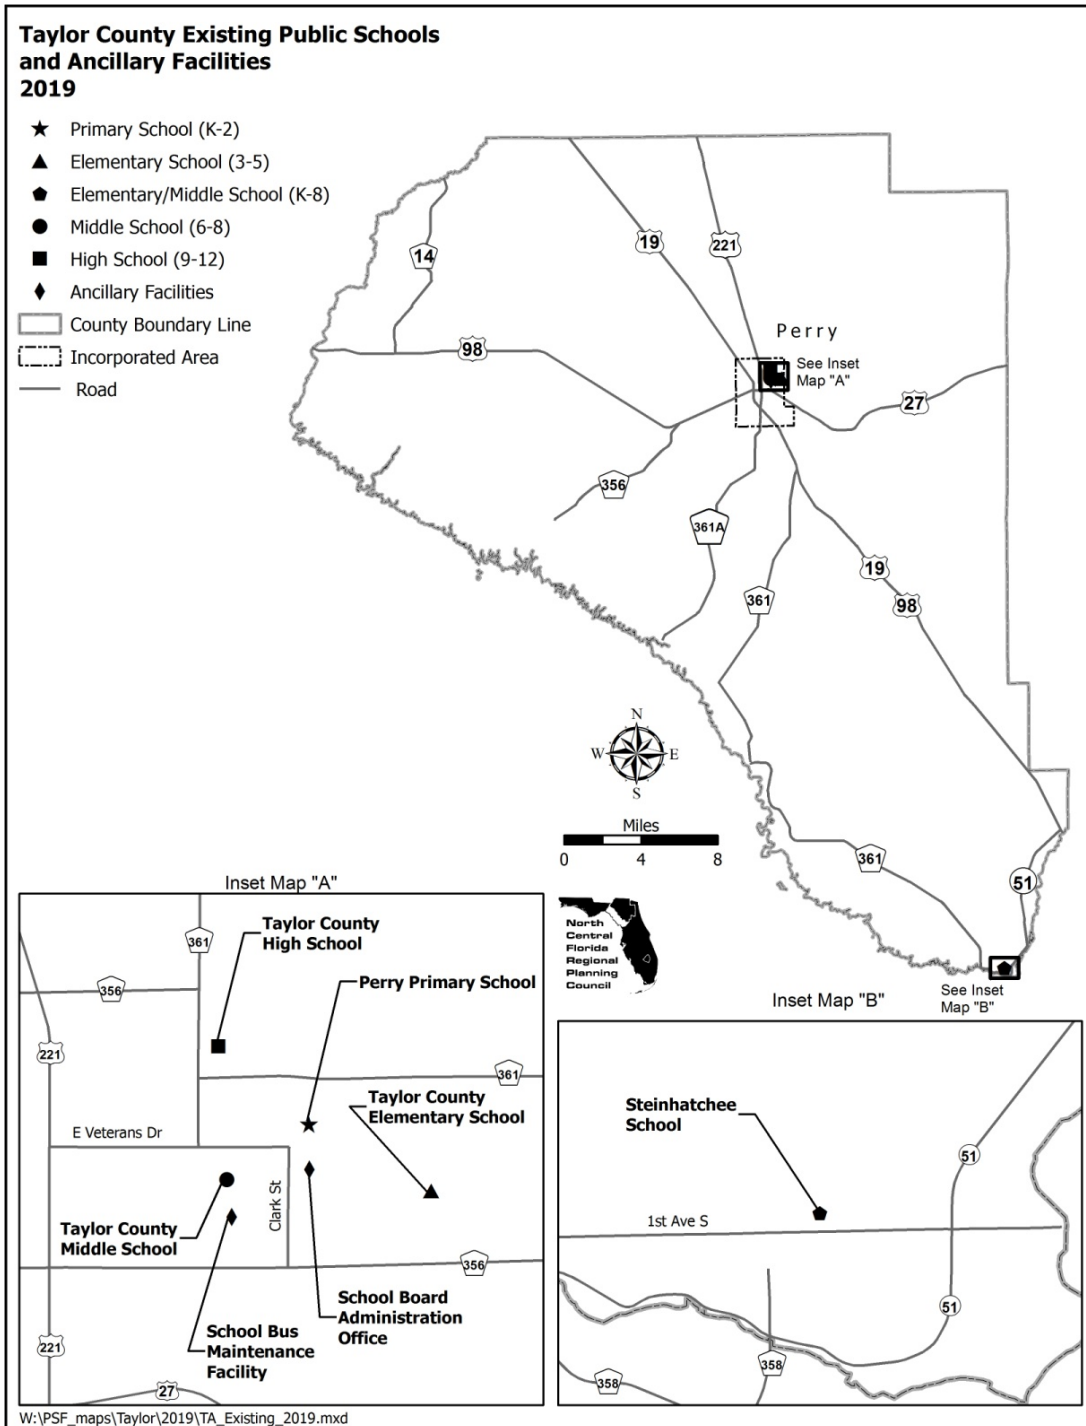 Taylor County Existing Public Schools
and Ancillary Facilities
2019
Primary School (K-2)
Elementary School (3-5)
Elementary/Middle School (K-8)
Middle School (6-8)
High School (9-12)
Ancillary Facilities
County Boundary Line
Incorporated Area
Road
14
19
221
98
Perry
See Inset
Map "A"
27
356
361A
361
19
98
N
W
E
S
Miles
0
4
8
361
51
North
Central
Florida
Regional
Planning
Council
See Inset
Map "B"
Inset Map "A"
361
Taylor County
High School
356
Perry Primary School
221
361
Taylor County
Elementary School
E Veterans Dr
Clark St
Taylor County
Middle School
356
School Board
Administration
Office
School Bus
Maintenance
Facility
221
27
Inset Map "B"
Steinhatchee
School
51
1st Ave S
51
358
358
W:\PSF_maps\Taylor\2019\TA_Existing_2019.mxd